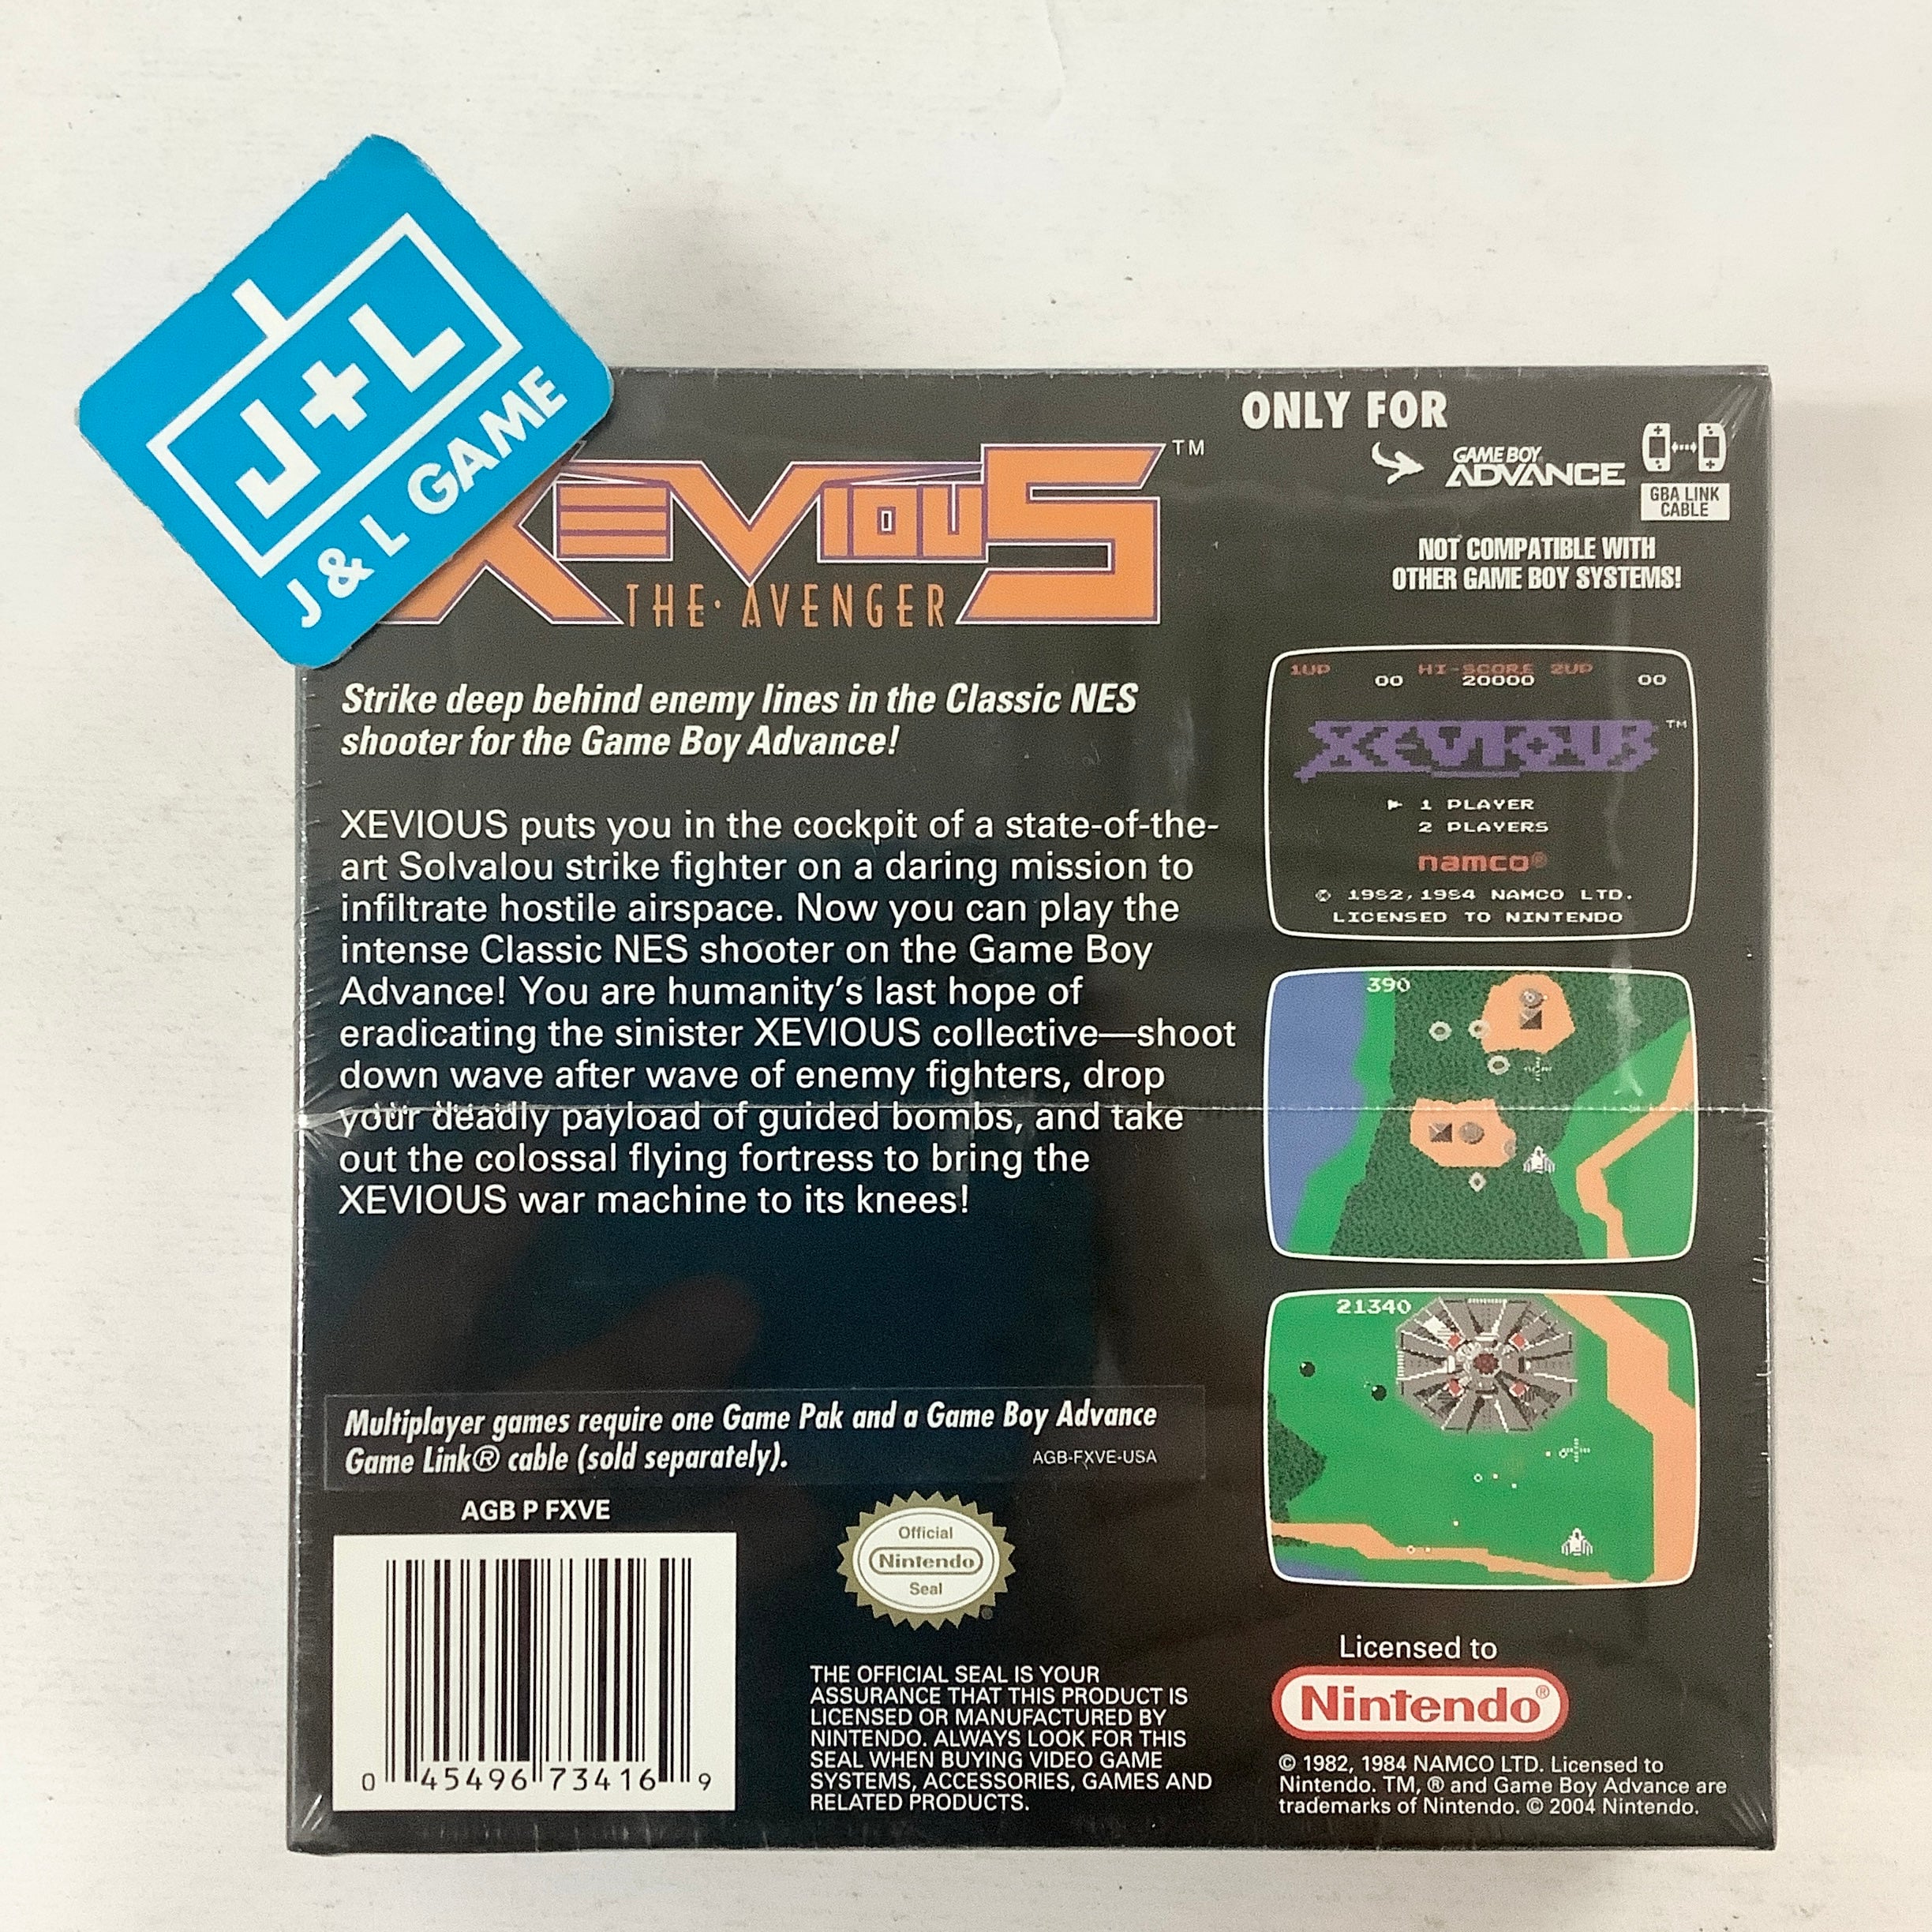 J+L
J & L GAME
XEVIOUS™
THE•AVENGER
ONLY FOR
GAME BOY
ADVANCE
GBA LINK
CABLE
NOT COMPATIBLE WITH
OTHER GAME BOY SYSTEMS!
Strike deep behind enemy lines in the Classic NES
shooter for the Game Boy Advance!
XEVIOUS puts you in the cockpit of a state-of-the-
art Solvalou strike fighter on a daring mission to
infiltrate hostile airspace. Now you can play the
intense Classic NES shooter on the Game Boy
Advance! You are humanity's last hope of
eradicating the sinister XEVIOUS collective—shoot
down wave after wave of enemy fighters, drop
your deadly payload of guided bombs, and take
out the colossal flying fortress to bring the
XEVIOUS war machine to its knees!
1UP HI-SCORE 2UP
00 20000 00
XEVIOUS™
1 PLAYER
2 PLAYERS
namco®
© 1982, 1984 NAMCO LTD.
LICENSED TO NINTENDO
390
21340
Multiplayer games require one Game Pak and a Game Boy Advance
Game Link® cable (sold separately).
AGB-FXVE-USA
AGB P FXVE
0 45496 73416 9
Official
Nintendo
Seal
THE OFFICIAL SEAL IS YOUR
ASSURANCE THAT THIS PRODUCT IS
LICENSED OR MANUFACTURED BY
NINTENDO. ALWAYS LOOK FOR THIS
SEAL WHEN BUYING VIDEO GAME
SYSTEMS, ACCESSORIES, GAMES AND
RELATED PRODUCTS.
Licensed to
Nintendo®
© 1982, 1984 NAMCO LTD. Licensed to
Nintendo. TM, ® and Game Boy Advance are
trademarks of Nintendo. © 2004 Nintendo.